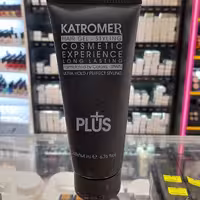 KATROMER
HAIR GEL - STYLING
COSMETIC
EXPERIENCE
LONG LASTING
ULTRA HOLD / PERFECT STYLING
PLUS